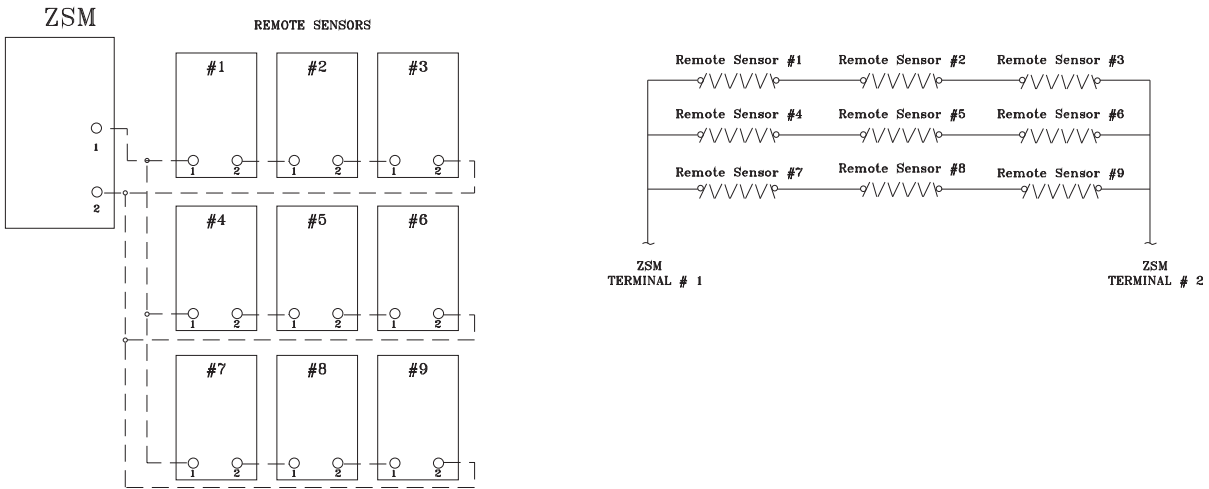 ZSM
REMOTE SENSORS
#1 #2 #3
1
1 2 1 2 1 2
2
#4 #5 #6
1 2 1 2 1 2
#7 #8 #9
1 2 1 2 1 2
Remote Sensor #1 Remote Sensor #2 Remote Sensor #3
Remote Sensor #4 Remote Sensor #5 Remote Sensor #6
Remote Sensor #7 Remote Sensor #8 Remote Sensor #9
ZSM
TERMINAL # 1
ZSM
TERMINAL # 2